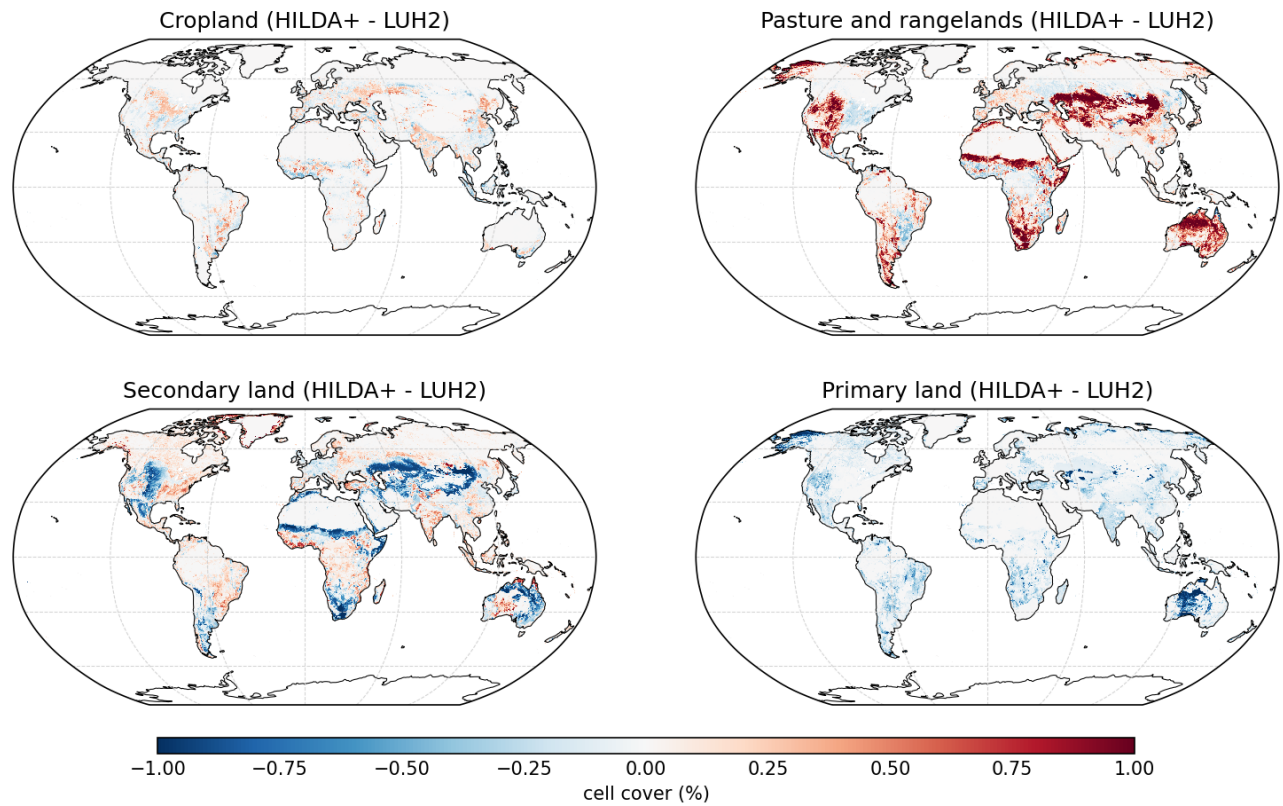 Cropland (HILDA+ - LUH2)
Pasture and rangelands (HILDA+ - LUH2)
Secondary land (HILDA+ - LUH2)
Primary land (HILDA+ - LUH2)
−1.00 −0.75 −0.50 −0.25 0.00 0.25 0.50 0.75 1.00
cell cover (%)